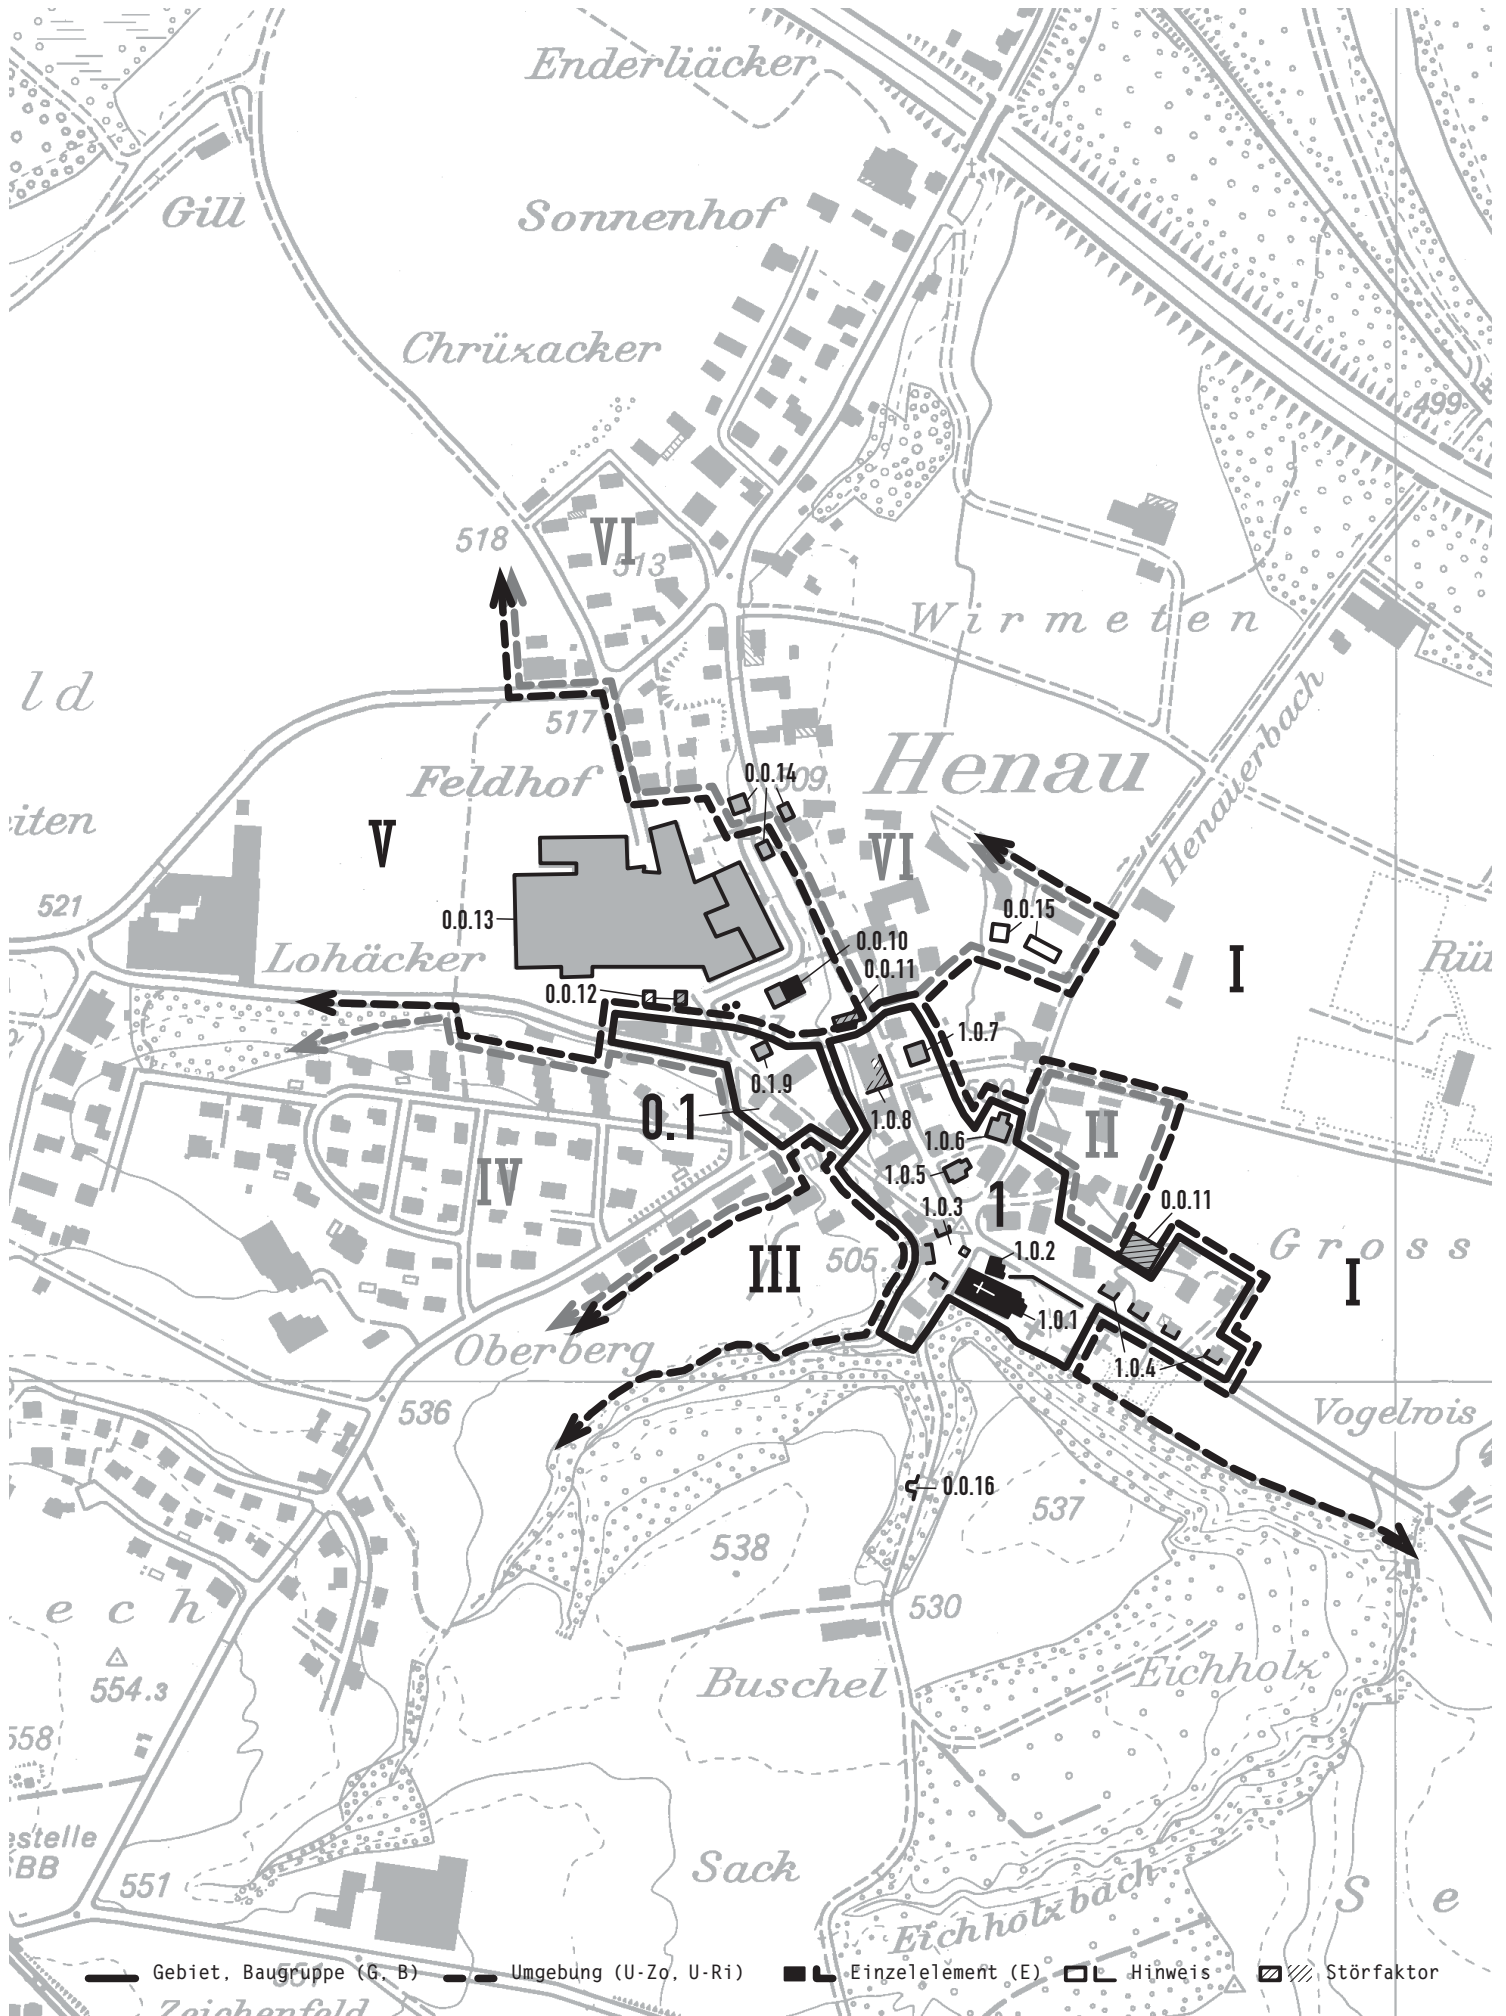 Enderliäcker
Gill
Sonnenhof
Chrüzacker
499
518
VI
513
Wirmeten
ld
517
Henauerbach
Henau
Feldhof
0.0.14
509
iten
V
VI
521
0.0.13
0.0.15
0.0.10
I
Lohäcker
Rüt
0.0.11
0.0.12
1.0.7
0.1.9
0.1
1.0.8
II
1.0.6
IV
1.0.5
1
1.0.3
0.0.11
Gross
III
505.
1.0.2
I
1.0.1
Oberberg
1.0.4
536
Vogelwis
0.0.16
537
538
ech
530
554.3
Buschel
Eichholz
558
estelle
BB
551
Sack
Se
Eichholzbach
Gebiet, Baugruppe (G, B)
Umgebung (U-Zo, U-Ri)
Einzelelement (E)
Hinweis
Störfaktor
551
Zeichenfeld